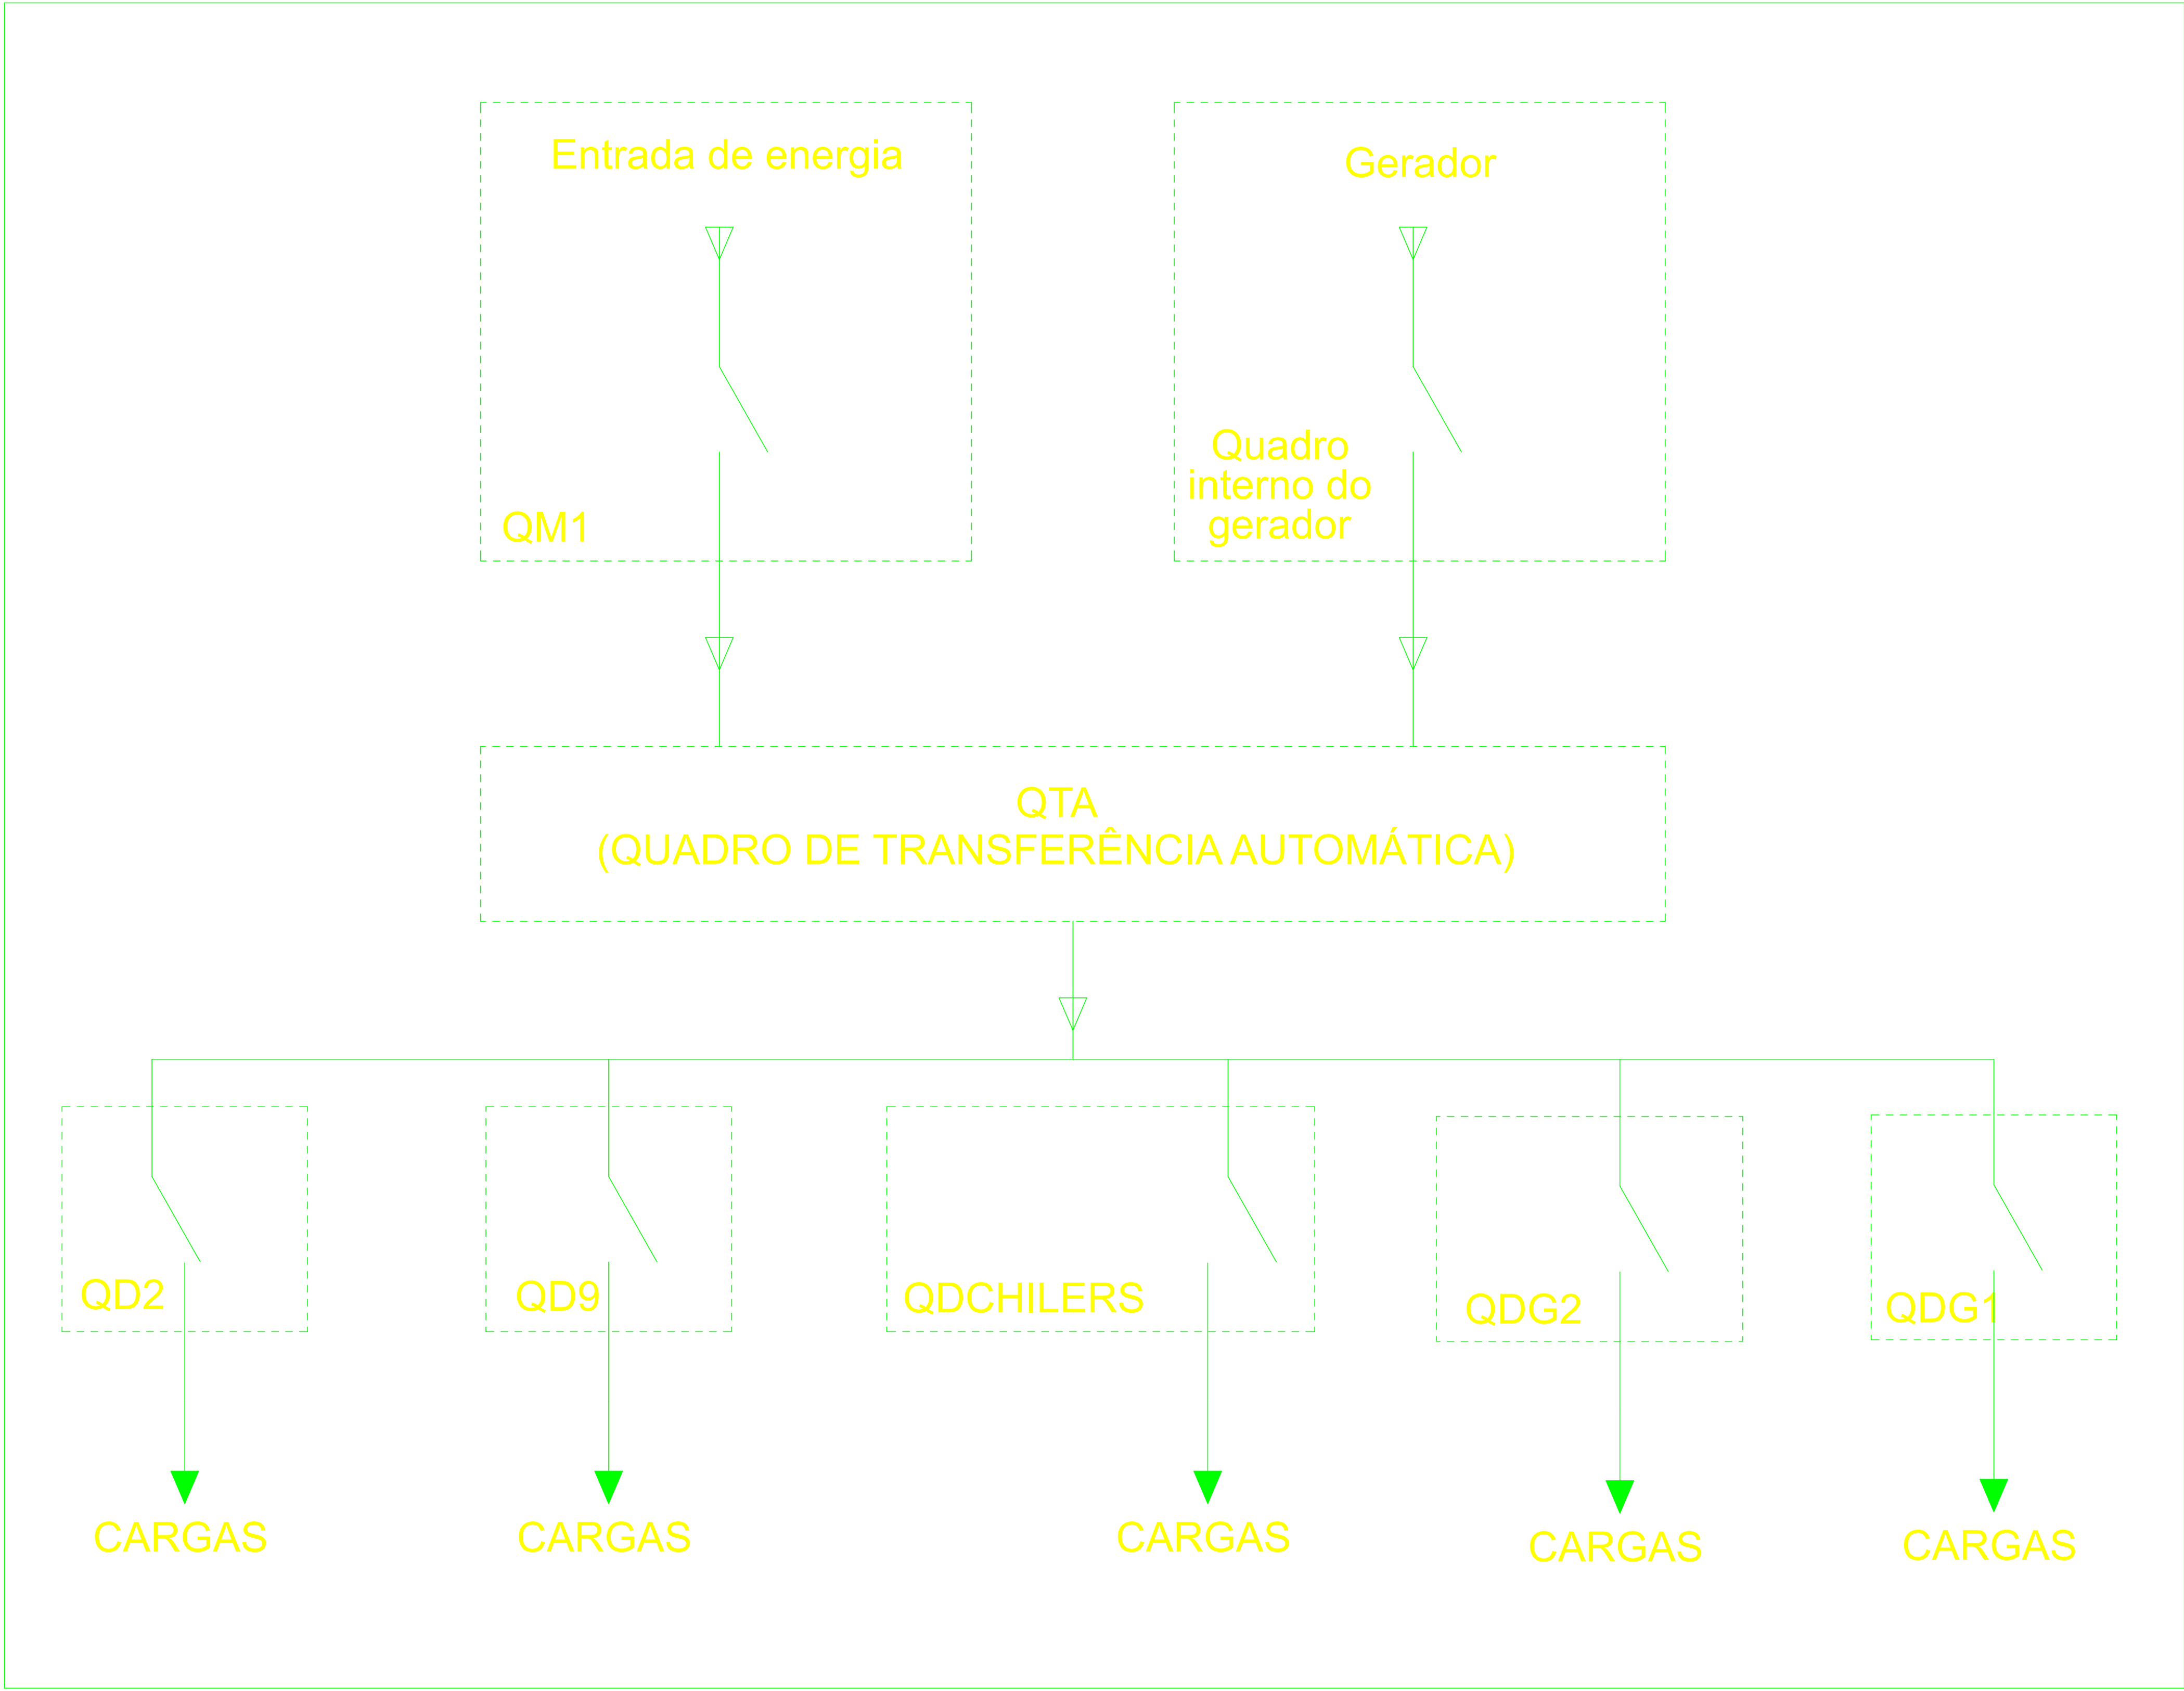 Entrada de energia
Gerador
Quadro
interno do
gerador
QM1
QTA
(QUADRO DE TRANSFERÊNCIA AUTOMÁTICA)
QD2
QD9
QDCHILERS
QDG2
QDG1
CARGAS
CARGAS
CARGAS
CARGAS
CARGAS